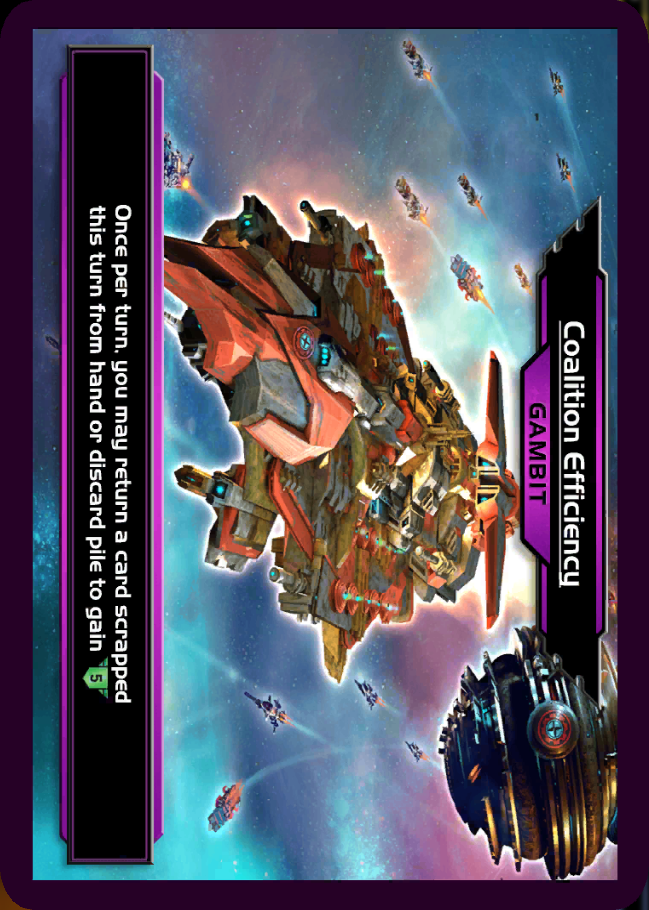 Coalition Efficiency
GAMBIT
Once per turn, you may return a card scrapped
this turn from hand or discard pile to gain 5